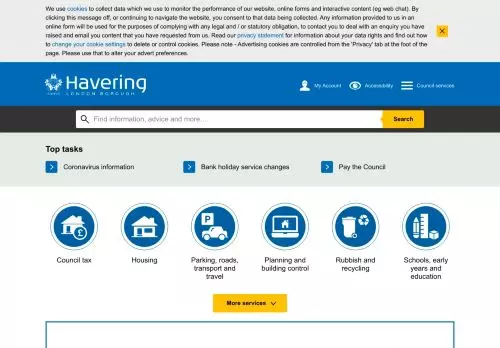 We use cookies to collect data which we use to monitor the performance of our website, online forms and interactive content (eg web chat). By
clicking this message off, or continuing to navigate the website, you consent to that data being collected. Any information provided to us in an
online form will be used for the purposes of complying with any legal and / or statutory obligation, to contact you to deal with an enquiry you have
raised and email you content that you have requested from us. Read our privacy statement for information about your data rights and find out how
to change your cookie settings to delete or control cookies. Please note - Advertising cookies are controlled from the 'Privacy' tab at the foot of the
page. Please use that to alter your advert preferences.
Havering
LONDON BOROUGH
My Account
Accessibility
Council services
Find information, advice and more....
Search
Top tasks
Coronavirus information
Bank holiday service changes
Pay the Council
P
£
Council tax
Housing
Parking, roads,
transport and
travel
Planning and
building control
Rubbish and
recycling
Schools, early
years and
education
More services